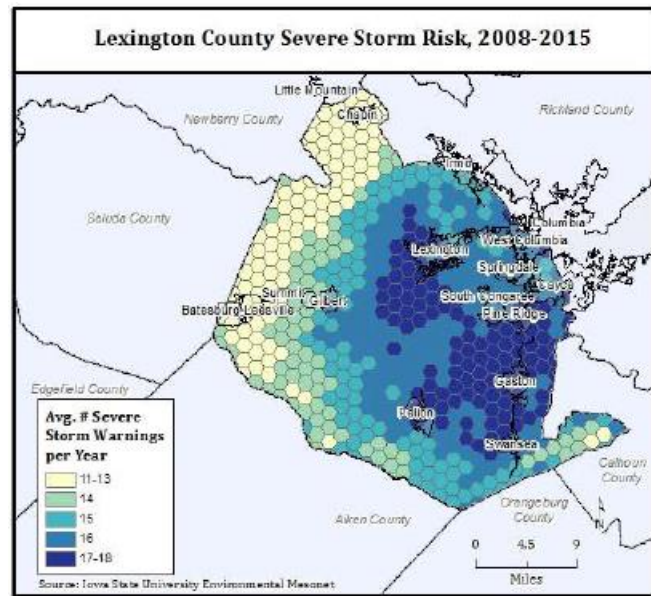 Lexington County Severe Storm Risk, 2008-2015
Little Mountain
Chapin
Newberry County
Richland County
Irmo
Saluda County
Columbia
West Columbia
Lexington
Springdale
Cayce
Summit
Gilbert
Batesburg-Leesville
South Congaree
Pine Ridge
Edgefield County
Gaston
Pelion
Swansea
Calhoun
County
Orangeburg
County
Aiken County
Avg. # Severe
Storm Warnings
per Year
11-13
14
15
16
17-18
N
0 4.5 9
Miles
Source: Iowa State University Environmental Mesonet